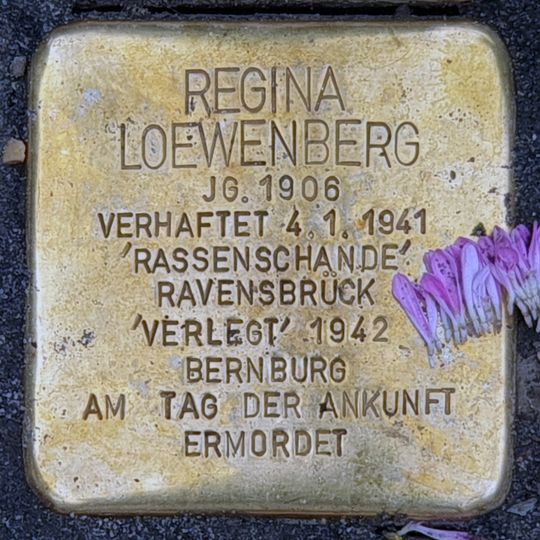 REGINA
LOEWENBERG
JG. 1906
VERHAFTET 4.1.1941
'RASSENSCHANDE'
RAVENSBRÜCK
'VERLEGT' 1942
BERNBURG
AM TAG DER ANKUNFT
ERMORDET